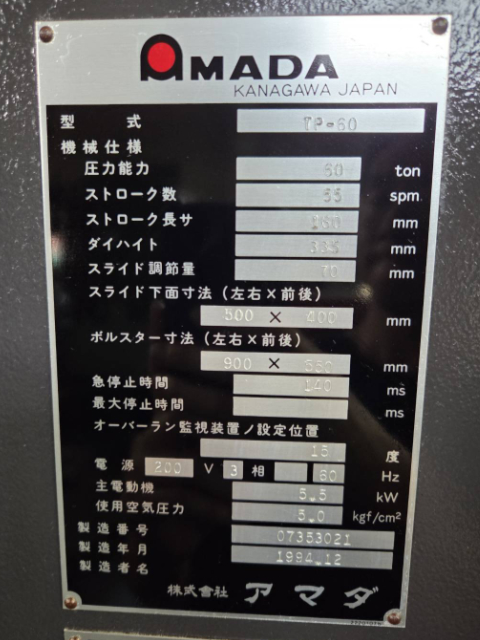 AMADA
KANAGAWA JAPAN
型式 TP-60
機械仕様
圧力能力 60 ton
ストローク数 55 spm
ストローク長サ mm
ダイハイト mm
スライド調節量 70 mm
スライド下面寸法（左右×前後）
500 × 400 mm
ボルスター寸法（左右×前後）
900 × 550 mm
急停止時間 140 ms
最大停止時間 ms
オーバーラン監視装置ノ設定位置
15 度
電源 200 V 3 相 60 Hz
主電動機 5.5 kW
使用空気圧力 5.0 kgf/cm²
製造番号 07353021
製造年月 1994.12
製造者名
株式會社 アマダ